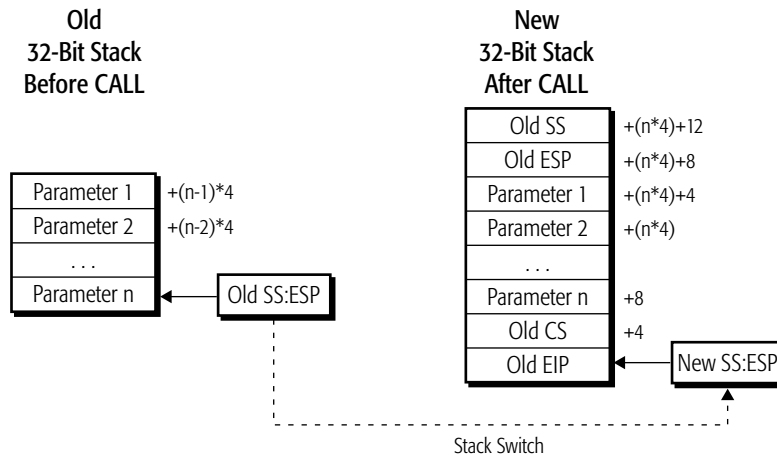 Old
32-Bit Stack
Before CALL
New
32-Bit Stack
After CALL
Old SS +(n*4)+12
Old ESP +(n*4)+8
Parameter 1 +(n-1)*4 Parameter 1 +(n*4)+4
Parameter 2 +(n-2)*4 Parameter 2 +(n*4)
. . . . . .
Parameter n Old SS:ESP Parameter n +8
Old CS +4
Old EIP New SS:ESP
Stack Switch